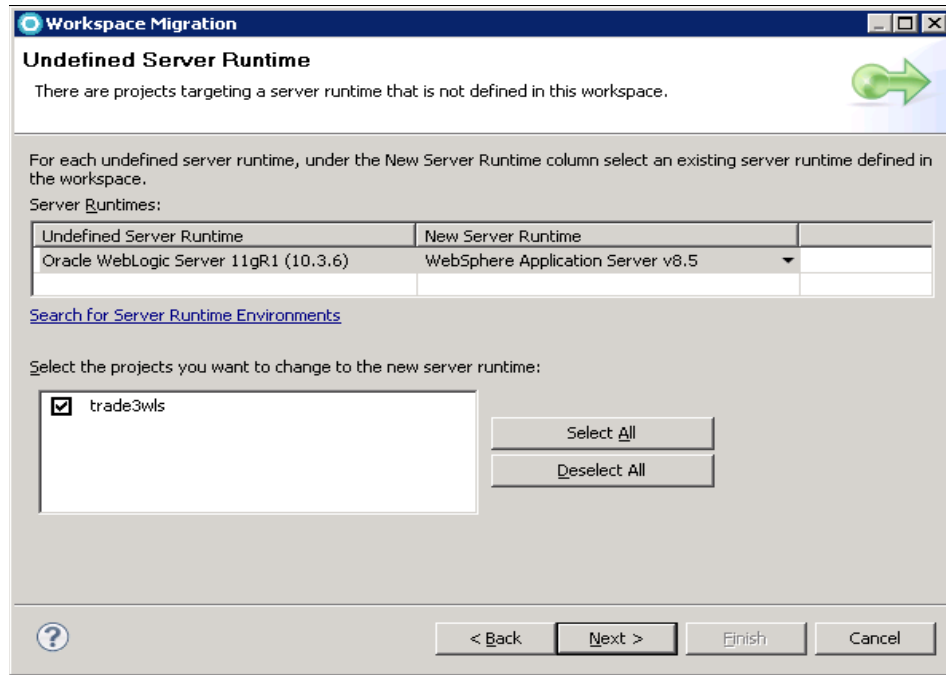 Workspace Migration
Undefined Server Runtime
There are projects targeting a server runtime that is not defined in this workspace.
For each undefined server runtime, under the New Server Runtime column select an existing server runtime defined in
the workspace.
Server Runtimes:
Undefined Server Runtime New Server Runtime
Oracle WebLogic Server 11gR1 (10.3.6) WebSphere Application Server v8.5
Search for Server Runtime Environments
Select the projects you want to change to the new server runtime:
trade3wls
Select All
Deselect All
? < Back Next > Finish Cancel